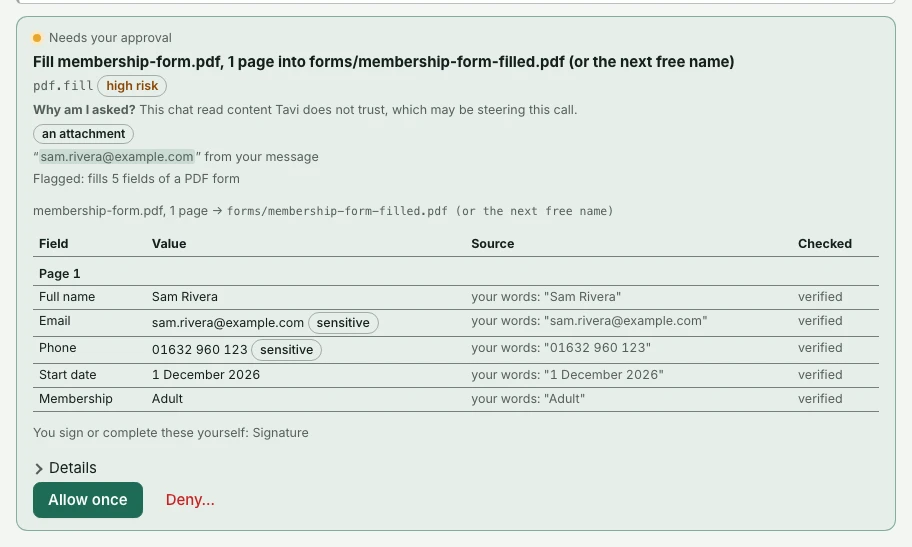 Needs your approval
Fill membership-form.pdf, 1 page into forms/membership-form-filled.pdf (or the next free name)
pdf.fill high risk
Why am I asked? This chat read content Tavi does not trust, which may be steering this call.
an attachment
“sam.rivera@example.com” from your message
Flagged: fills 5 fields of a PDF form
membership-form.pdf, 1 page → forms/membership-form-filled.pdf (or the next free name)
Field Value Source Checked
Page 1
Full name Sam Rivera your words: "Sam Rivera" verified
Email sam.rivera@example.com sensitive your words: "sam.rivera@example.com" verified
Phone 01632 960 123 sensitive your words: "01632 960 123" verified
Start date 1 December 2026 your words: "1 December 2026" verified
Membership Adult your words: "Adult" verified
You sign or complete these yourself: Signature
Details
Allow once Deny...